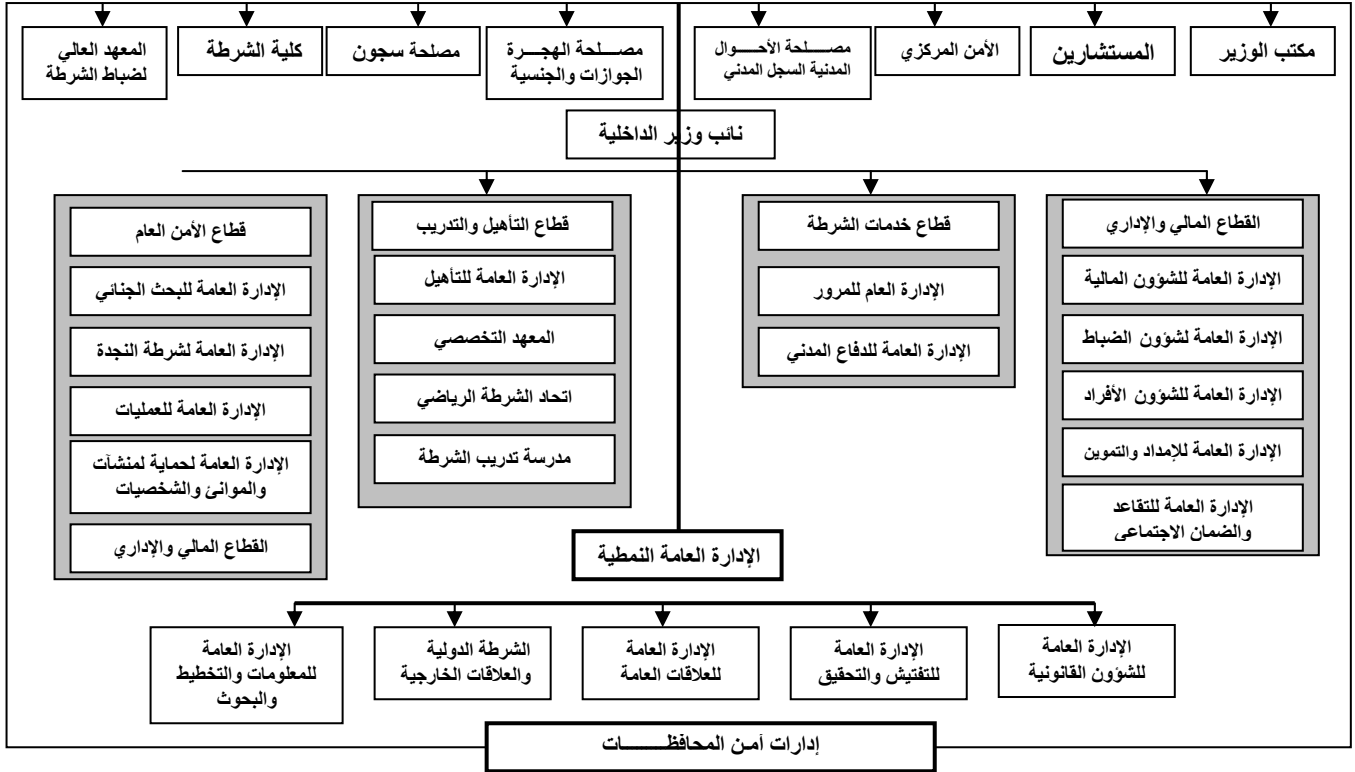 مكتب الوزير
المستشارين
الأمن المركزي
مصلحة الأحوال
المدنية السجل المدني
مصلحة الهجرة
الجوازات والجنسية
مصلحة سجون
كلية الشرطة
المعهد العالي
لضباط الشرطة
نائب وزير الداخلية
القطاع المالي والإداري
الإدارة العامة للشؤون المالية
الإدارة العامة لشؤون الضباط
الإدارة العامة للشؤون الأفراد
الإدارة العامة للإمداد والتموين
الإدارة العامة للتقاعد
والضمان الاجتماعي
قطاع خدمات الشرطة
الإدارة العام للمرور
الإدارة العامة للدفاع المدني
قطاع التأهيل والتدريب
الإدارة العامة للتأهيل
المعهد التخصصي
اتحاد الشرطة الرياضي
مدرسة تدريب الشرطة
قطاع الأمن العام
الإدارة العامة للبحث الجنائي
الإدارة العامة لشرطة النجدة
الإدارة العامة للعمليات
الإدارة العامة لحماية لمنشآت
والموانئ والشخصيات
القطاع المالي والإداري
الإدارة العامة النمطية
الإدارة العامة
للشؤون القانونية
الإدارة العامة
للتفتيش والتحقيق
الإدارة العامة
للعلاقات العامة
الشرطة الدولية
والعلاقات الخارجية
الإدارة العامة
للمعلومات والتخطيط
والبحوث
إدارات أمن المحافظات